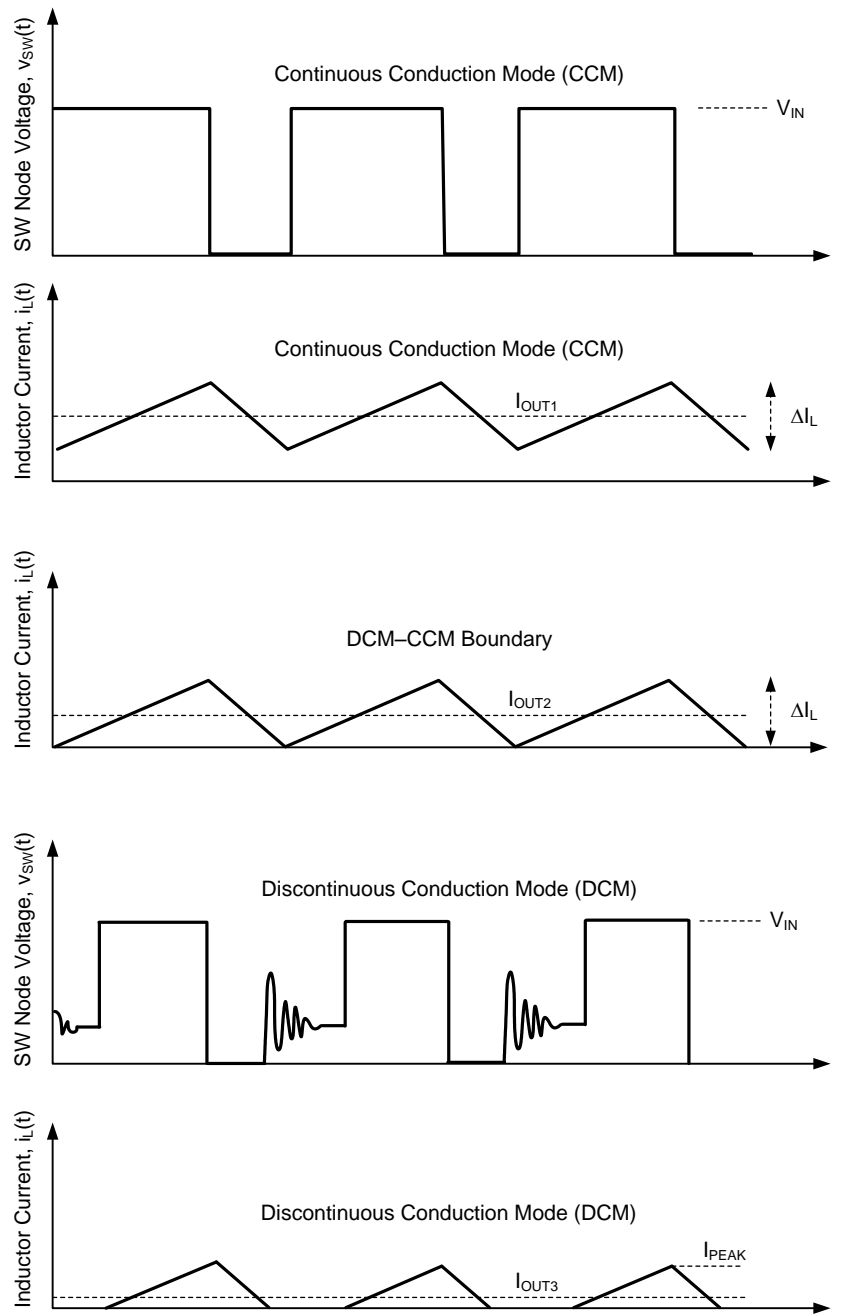 SW Node Voltage, vSW(t)
Continuous Conduction Mode (CCM)
VIN
Inductor Current, iL(t)
Continuous Conduction Mode (CCM)
IOUT1
ΔIL
Inductor Current, iL(t)
DCM–CCM Boundary
IOUT2
ΔIL
SW Node Voltage, vSW(t)
Discontinuous Conduction Mode (DCM)
VIN
Inductor Current, iL(t)
Discontinuous Conduction Mode (DCM)
IPEAK
IOUT3